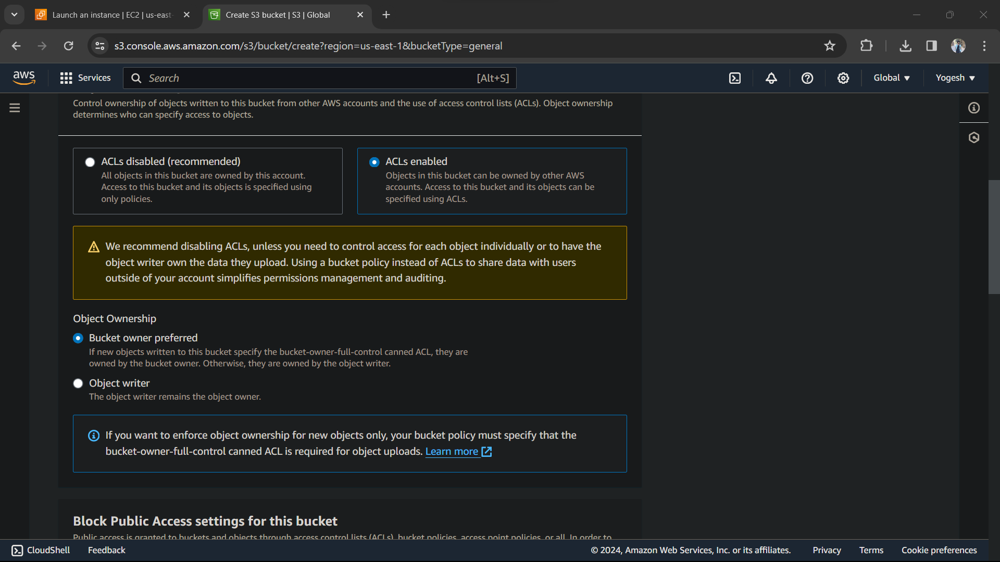 Launch an instance | EC2 | us-east-
Create S3 bucket | S3 | Global
s3.console.aws.amazon.com/s3/bucket/create?region=us-east-1&bucketType=general
aws
Services
Search
[Alt+S]
Global
Yogesh
Control ownership of objects written to this bucket from other AWS accounts and the use of access control lists (ACLs). Object ownership
determines who can specify access to objects.
ACLs disabled (recommended)
All objects in this bucket are owned by this account.
Access to this bucket and its objects is specified using
only policies.
ACLs enabled
Objects in this bucket can be owned by other AWS
accounts. Access to this bucket and its objects can be
specified using ACLs.
We recommend disabling ACLs, unless you need to control access for each object individually or to have the
object writer own the data they upload. Using a bucket policy instead of ACLs to share data with users
outside of your account simplifies permissions management and auditing.
Object Ownership
Bucket owner preferred
If new objects written to this bucket specify the bucket-owner-full-control canned ACL, they are
owned by the bucket owner. Otherwise, they are owned by the object writer.
Object writer
The object writer remains the object owner.
If you want to enforce object ownership for new objects only, your bucket policy must specify that the
bucket-owner-full-control canned ACL is required for object uploads. Learn more
Block Public Access settings for this bucket
Public access is granted to buckets and objects through access control lists (ACLs), bucket policies, access point policies, or all. In order to
CloudShell
Feedback
© 2024, Amazon Web Services, Inc. or its affiliates.
Privacy
Terms
Cookie preferences